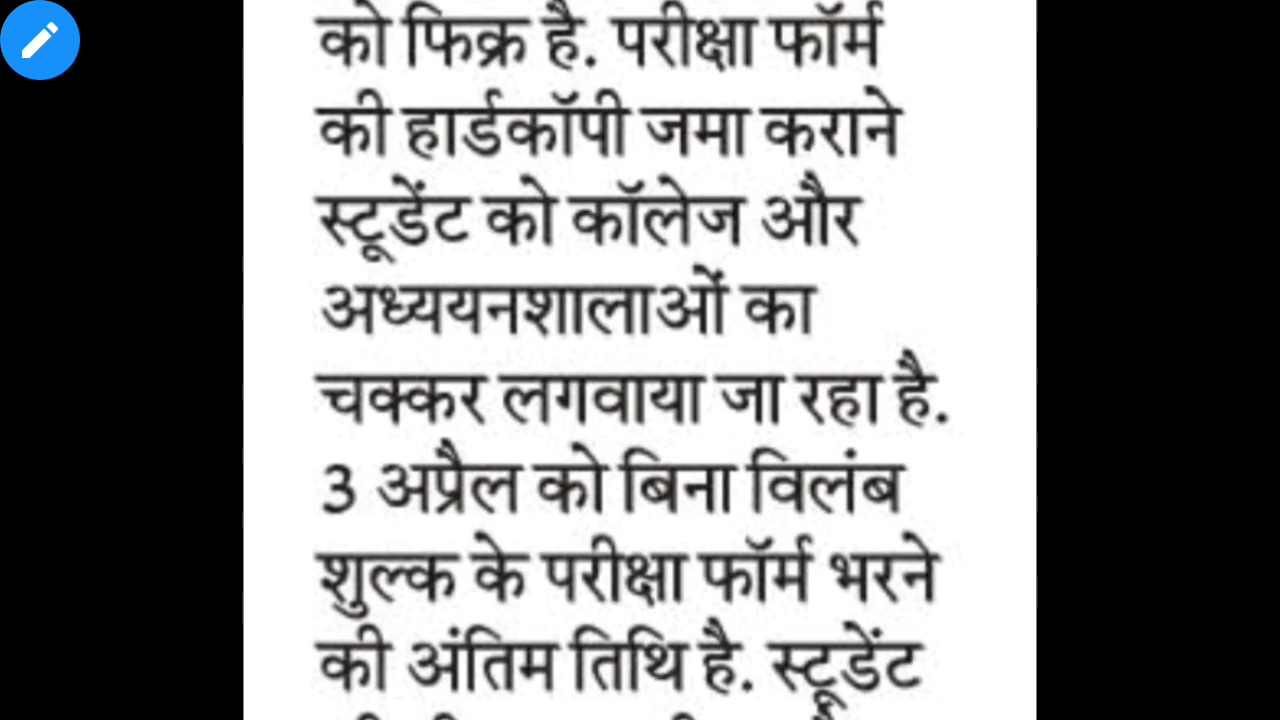 को फिक्र है. परीक्षा फॉर्म
की हार्डकॉपी जमा कराने
स्टूडेंट को कॉलेज और
अध्ययनशालाओं का
चक्कर लगवाया जा रहा है.
3 अप्रैल को बिना विलंब
शुल्क के परीक्षा फॉर्म भरने
की अंतिम तिथि है. स्टूडेंट